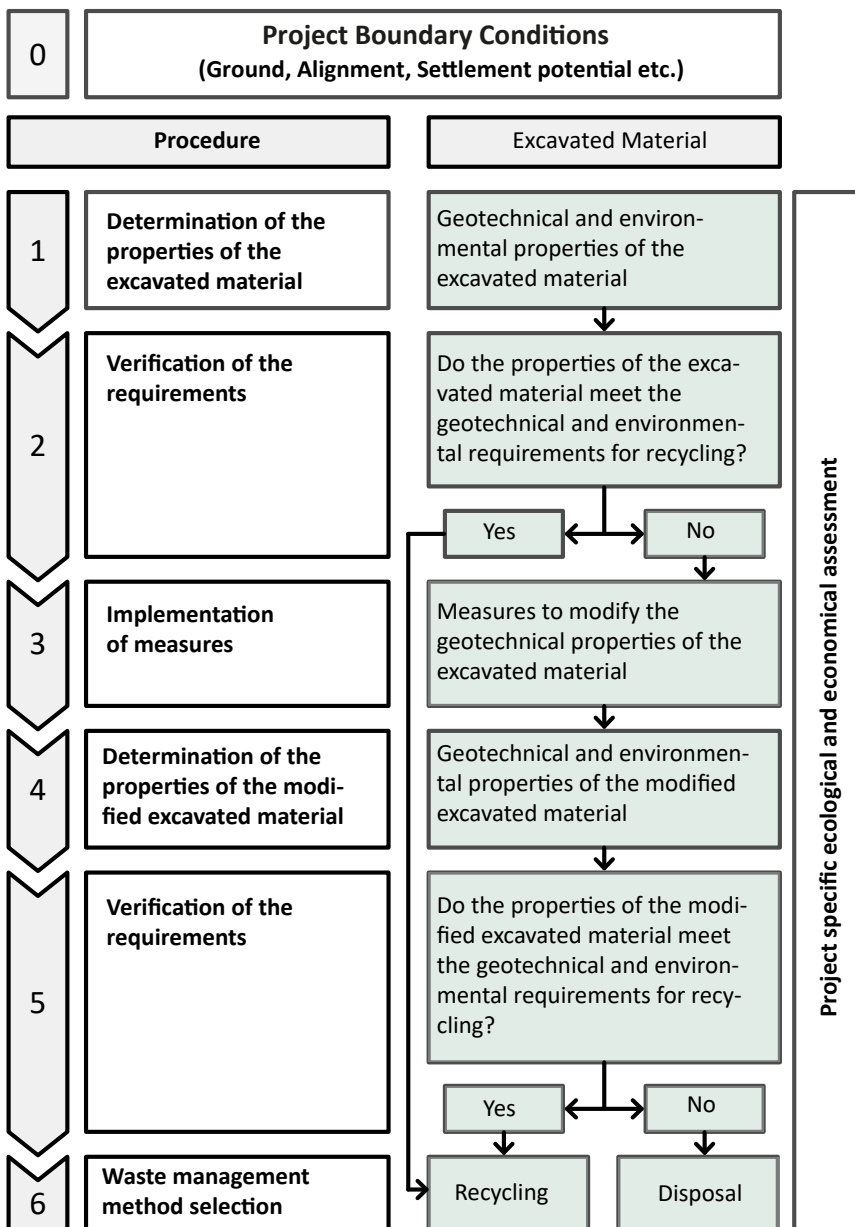 0
Project Boundary Conditions
(Ground, Alignment, Settlement potential etc.)
Procedure
Excavated Material
1
Determination of the
properties of the
excavated material
Geotechnical and environ-
mental properties of the
excavated material
2
Verification of the
requirements
Do the properties of the exca-
vated material meet the
geotechnical and environmen-
tal requirements for recycling?
Yes
No
3
Implementation
of measures
Measures to modify the
geotechnical properties of the
excavated material
4
Determination of the
properties of the modi-
fied excavated material
Geotechnical and environmen-
tal properties of the modified
excavated material
5
Verification of the
requirements
Do the properties of the modi-
fied excavated material meet
the geotechnical and environ-
mental requirements for recy-
cling?
Yes
No
6
Waste management
method selection
Recycling
Disposal
Project specific ecological and economical assessment